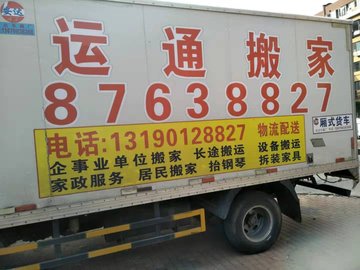 运通搬家
87638827
电话:13190128827 物流配送
企事业单位搬家 长途搬运 设备搬运
家政服务 居民搬家 抬钢琴 拆装家具
厢式货车